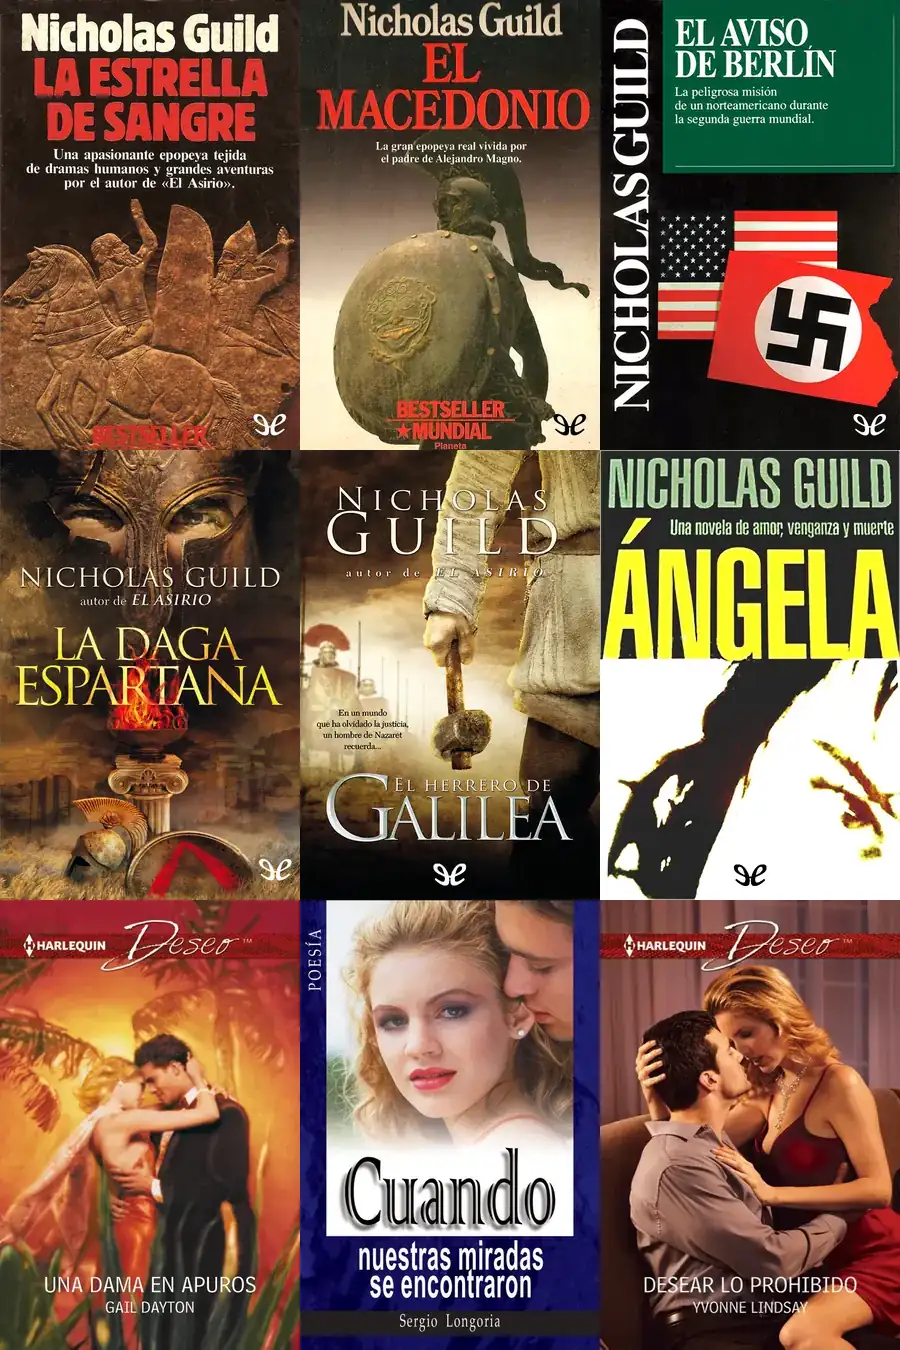 Nicholas Guild
LA ESTRELLA
DE SANGRE
Una apasionante epopeya tejida
de dramas humanos y grandes aventuras
por el autor de «El Asirio».
BESTSELLER
Nicholas Guild
EL
MACEDONIO
La gran epopeya real vivida por
el padre de Alejandro Magno.
BESTSELLER
MUNDIAL
Planeta
NICHOLAS GUILD
EL AVISO
DE BERLÍN
La peligrosa misión
de un norteamericano durante
la segunda guerra mundial.
NICHOLAS GUILD
autor de EL ASIRIO
LA DAGA
ESPARTANA
NICHOLAS
GUILD
autor de EL ASIRIO
En un mundo
que ha olvidado la justicia,
un hombre de Nazaret
recuerda...
EL HERRERO DE
GALILEA
NICHOLAS GUILD
Una novela de amor, venganza y muerte
ÁNGELA
HARLEQUIN Deseo™
UNA DAMA EN APUROS
GAIL DAYTON
POESÍA
Cuando
nuestras miradas
se encontraron
Sergio Longoria
HARLEQUIN Deseo™
DESEAR LO PROHIBIDO
YVONNE LINDSAY